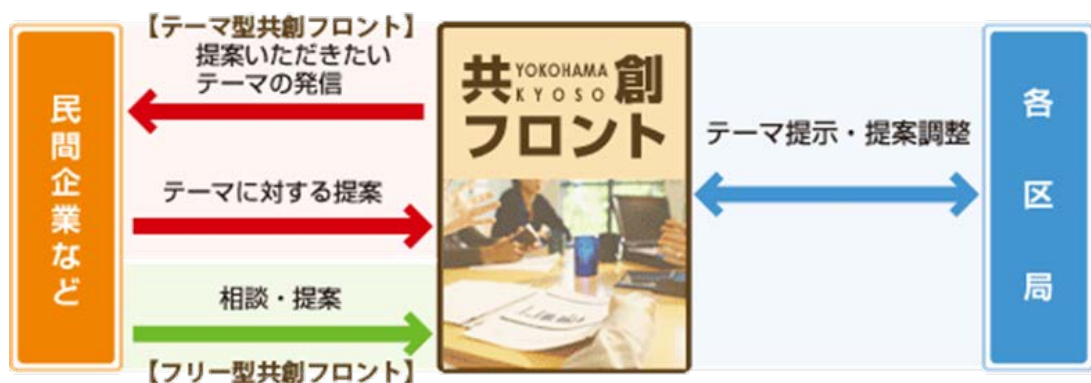 【テーマ型共創フロント】
提案いただきたい
テーマの発信
民間企業など
テーマに対する提案
相談・提案
【フリー型共創フロント】
共 YOKOHAMA KYOSO 創
フロント
テーマ提示・提案調整
各区局